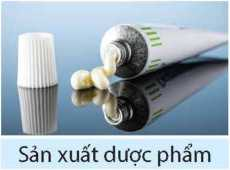 Sản xuất dược phẩm